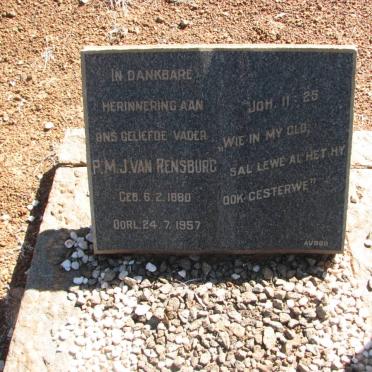 IN DANKBARE
HERINNERING AAN
ONS GELIEFDE VADER
P.M.J. VAN RENSBURG
GEB. 6.2.1880
OORL. 24.7.1957
JOH. 11:25
„WIE IN MY GLO,
SAL LEWE AL HET HY
OOK GESTERWE"
AVBOB